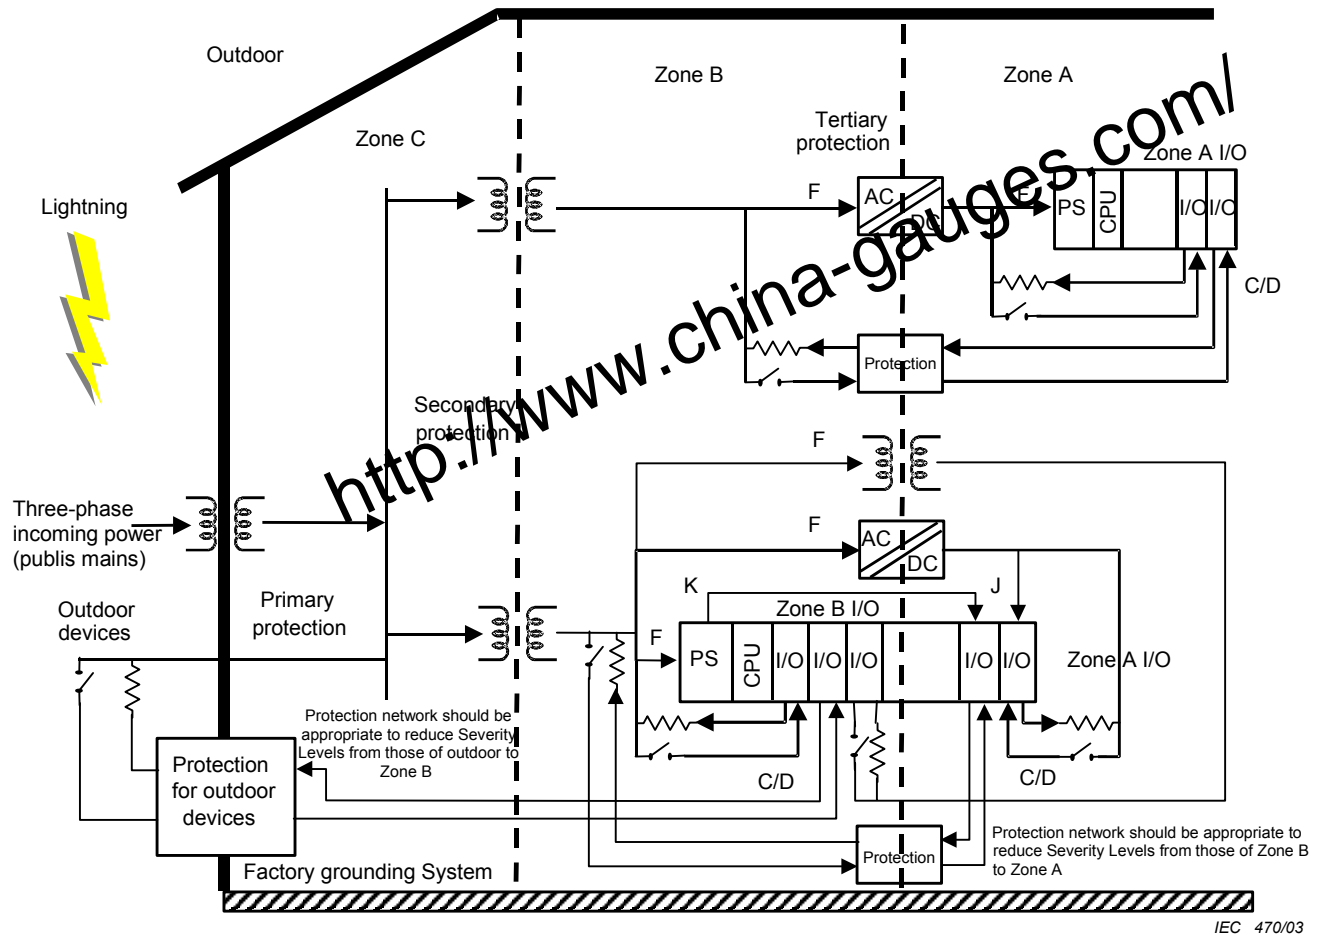 Outdoor
Zone B
Zone A
Zone C
Tertiary
protection
Zone A I/O
Lightning
F
AC
DC
F
PS
CPU
I/O
I/O
C/D
Protection
Secondary
protection
http://www.china-gauges.com/
F
Three-phase
incoming power
(publis mains)
F
AC
DC
K
J
Outdoor
devices
Primary
protection
Zone B I/O
F
PS
CPU
I/O
I/O
I/O
I/O
I/O
Zone A I/O
Protection network should be
appropriate to reduce Severity
Levels from those of outdoor to
Zone B
Protection
for outdoor
devices
C/D
C/D
Protection network should be appropriate to
reduce Severity Levels from those of Zone B
to Zone A
Protection
Factory grounding System
IEC 470/03